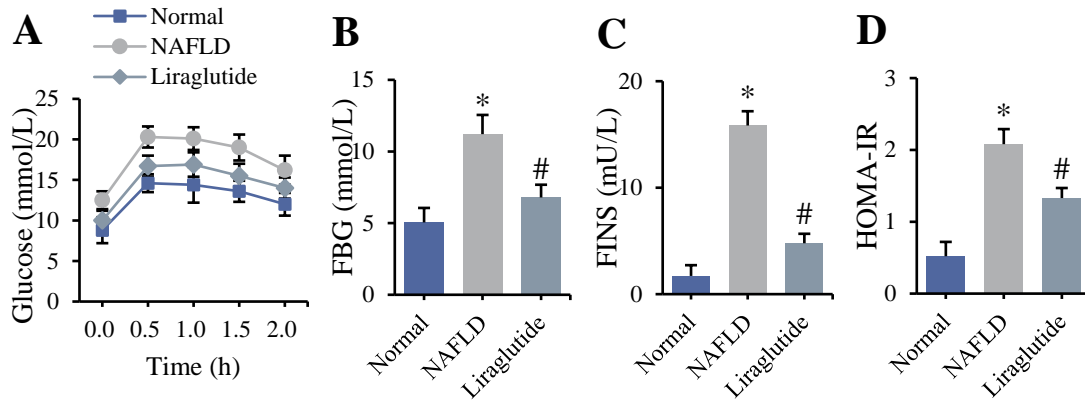 A
Normal
NAFLD
Liraglutide
Glucose (mmol/L)
25
20
15
10
5
0
0.0 0.5 1.0 1.5 2.0
Time (h)
B
FBG (mmol/L)
15
10
5
0
*
#
Normal
NAFLD
Liraglutide
C
FINS (mU/L)
20
10
0
*
#
Normal
NAFLD
Liraglutide
D
HOMA-IR
3
2
1
0
*
#
Normal
NAFLD
Liraglutide